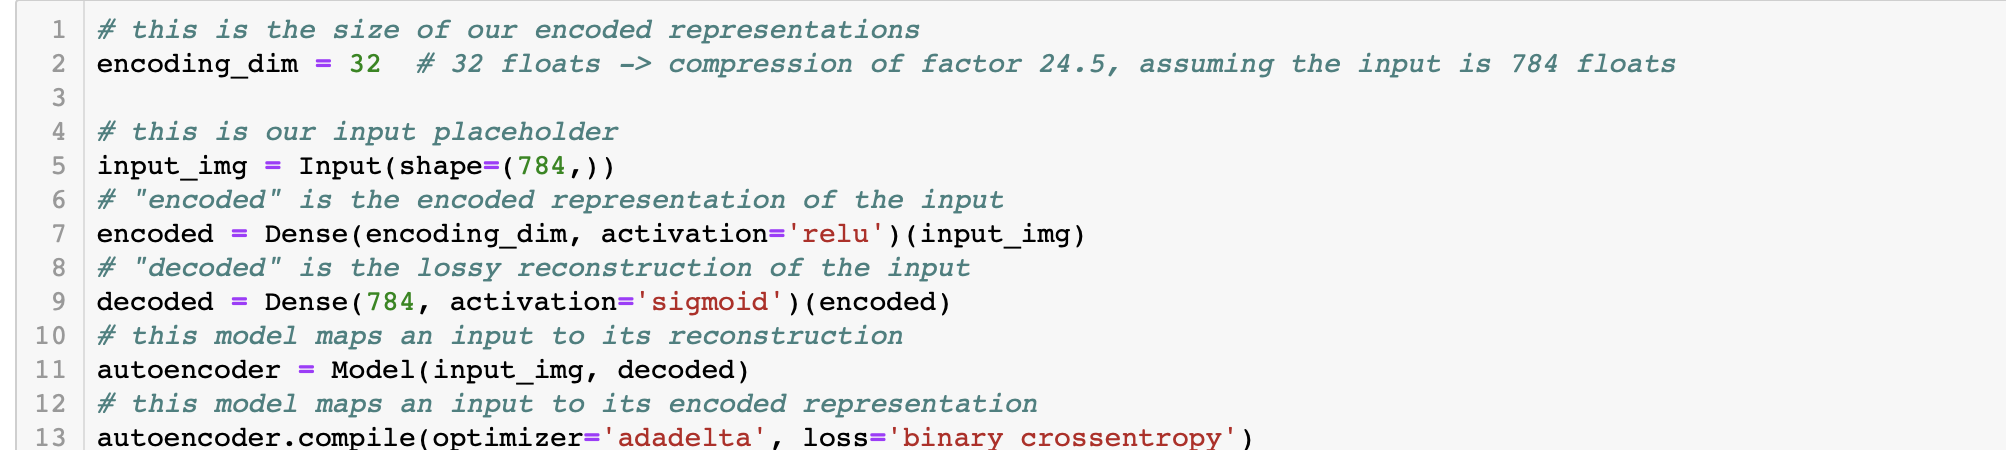 1 # this is the size of our encoded representations
2 encoding_dim = 32  # 32 floats -> compression of factor 24.5, assuming the input is 784 floats
3
4 # this is our input placeholder
5 input_img = Input(shape=(784,))
6 # "encoded" is the encoded representation of the input
7 encoded = Dense(encoding_dim, activation='relu')(input_img)
8 # "decoded" is the lossy reconstruction of the input
9 decoded = Dense(784, activation='sigmoid')(encoded)
10 # this model maps an input to its reconstruction
11 autoencoder = Model(input_img, decoded)
12 # this model maps an input to its encoded representation
13 autoencoder.compile(optimizer='adadelta', loss='binary_crossentropy')